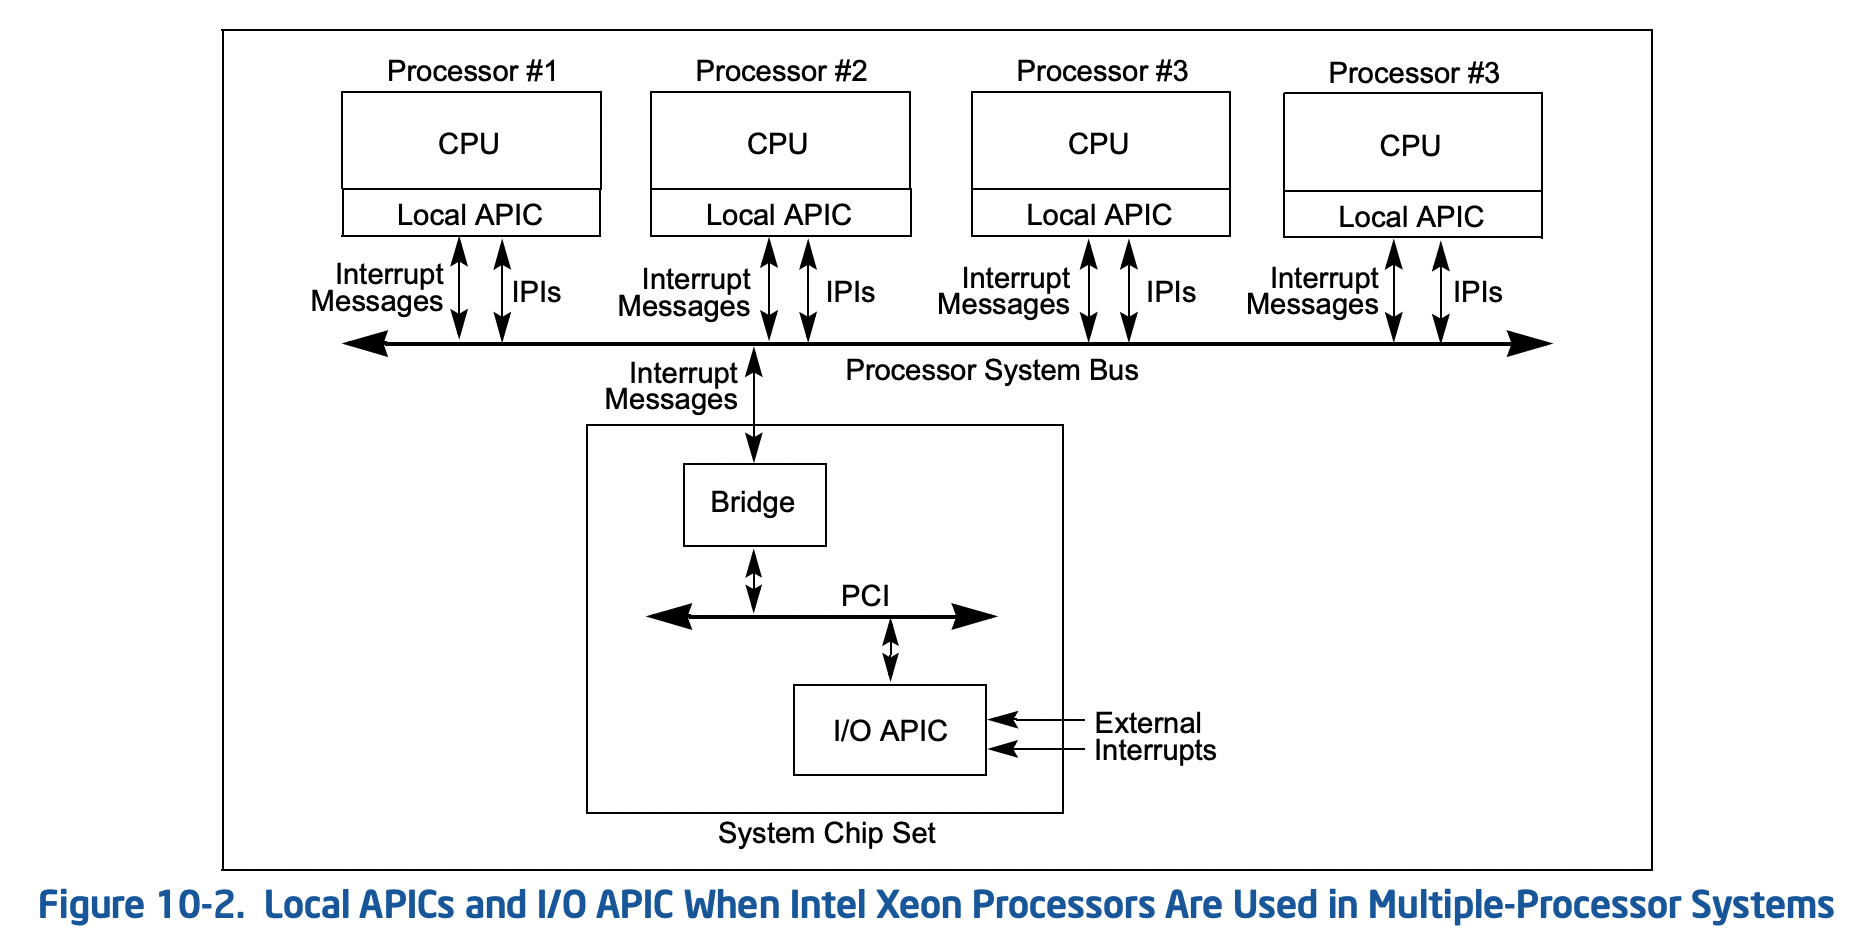 Processor #1
Processor #2
Processor #3
Processor #3
CPU
CPU
CPU
CPU
Local APIC
Local APIC
Local APIC
Local APIC
Interrupt
Messages
IPIs
Interrupt
Messages
IPIs
Interrupt
Messages
IPIs
Interrupt
Messages
IPIs
Processor System Bus
Interrupt
Messages
Bridge
PCI
I/O APIC
External
Interrupts
System Chip Set
Figure 10-2. Local APICs and I/O APIC When Intel Xeon Processors Are Used in Multiple-Processor Systems